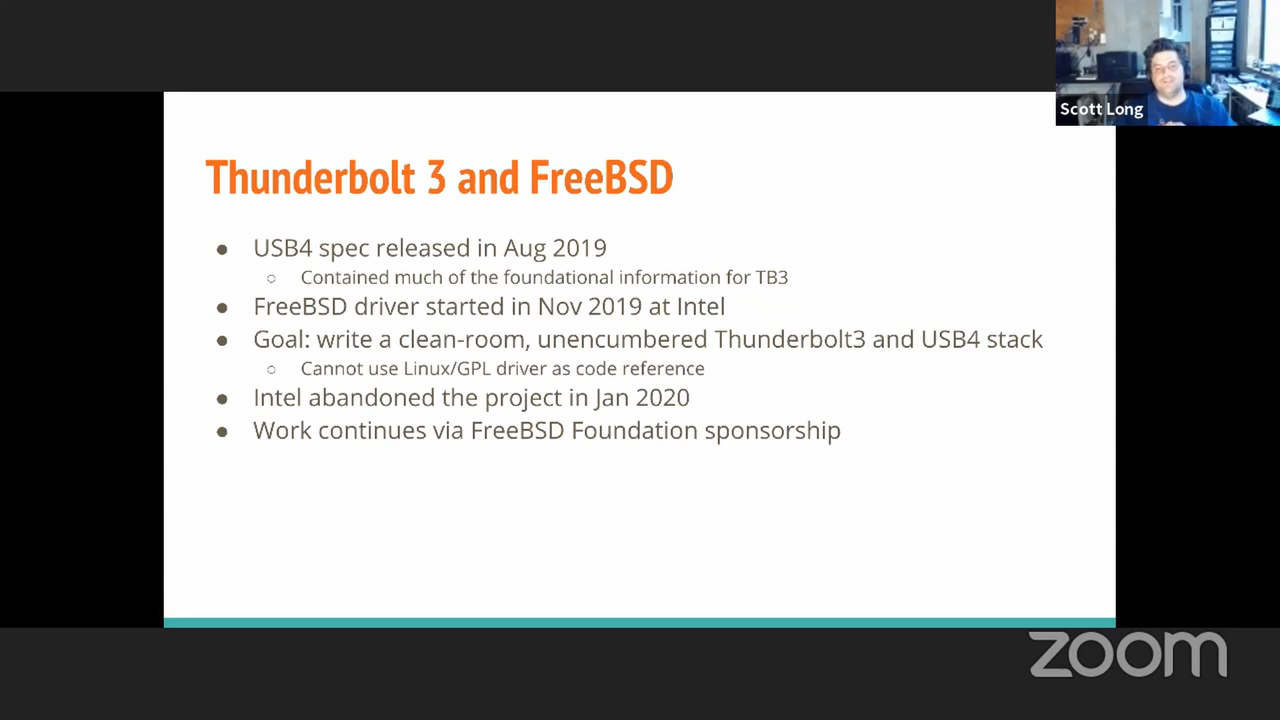 Scott Long
Thunderbolt 3 and FreeBSD
● USB4 spec released in Aug 2019
○ Contained much of the foundational information for TB3
● FreeBSD driver started in Nov 2019 at Intel
● Goal: write a clean-room, unencumbered Thunderbolt3 and USB4 stack
○ Cannot use Linux/GPL driver as code reference
● Intel abandoned the project in Jan 2020
● Work continues via FreeBSD Foundation sponsorship
zoom